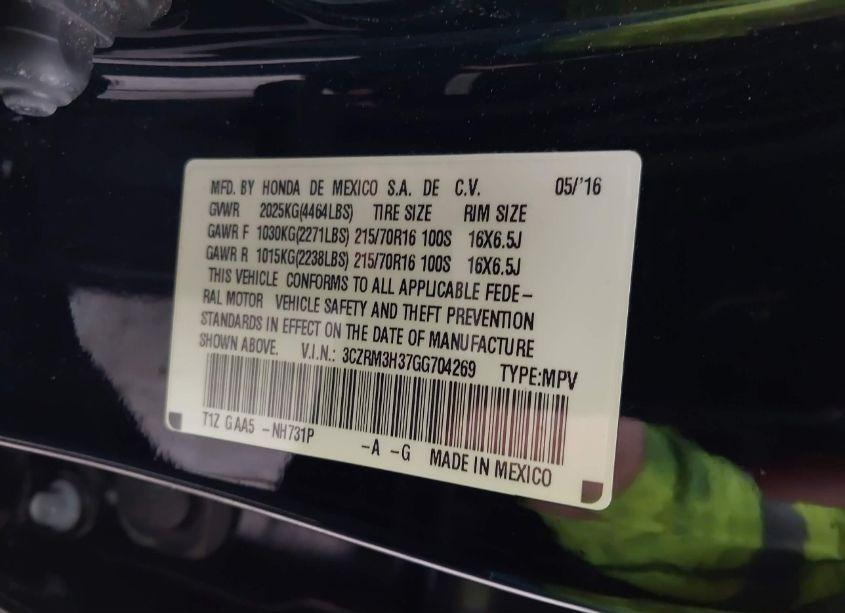 MFD. BY HONDA DE MEXICO S.A. DE C.V. 05/'16
GVWR 2025KG(4464LBS) TIRE SIZE RIM SIZE
GAWR F 1030KG(2271LBS) 215/70R16 100S 16X6.5J
GAWR R 1015KG(2238LBS) 215/70R16 100S 16X6.5J
THIS VEHICLE CONFORMS TO ALL APPLICABLE FEDE-
RAL MOTOR VEHICLE SAFETY AND THEFT PREVENTION
STANDARDS IN EFFECT ON THE DATE OF MANUFACTURE
SHOWN ABOVE. V.I.N.: 3CZRM3H37GG704269 TYPE:MPV
T1Z GAA5 -NH731P -A -G MADE IN MEXICO